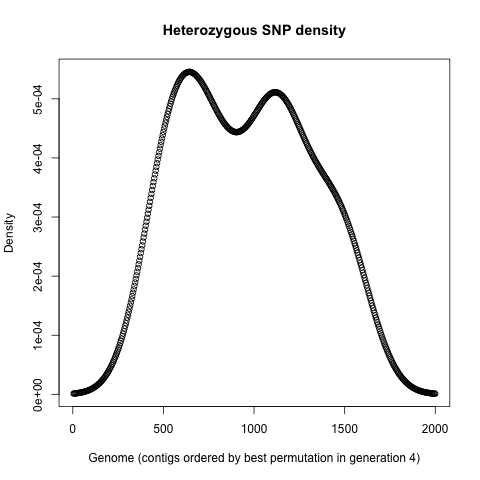 Heterozygous SNP density
Density
5e-04
4e-04
3e-04
2e-04
1e-04
0e+00
0 500 1000 1500 2000
Genome (contigs ordered by best permutation in generation 4)